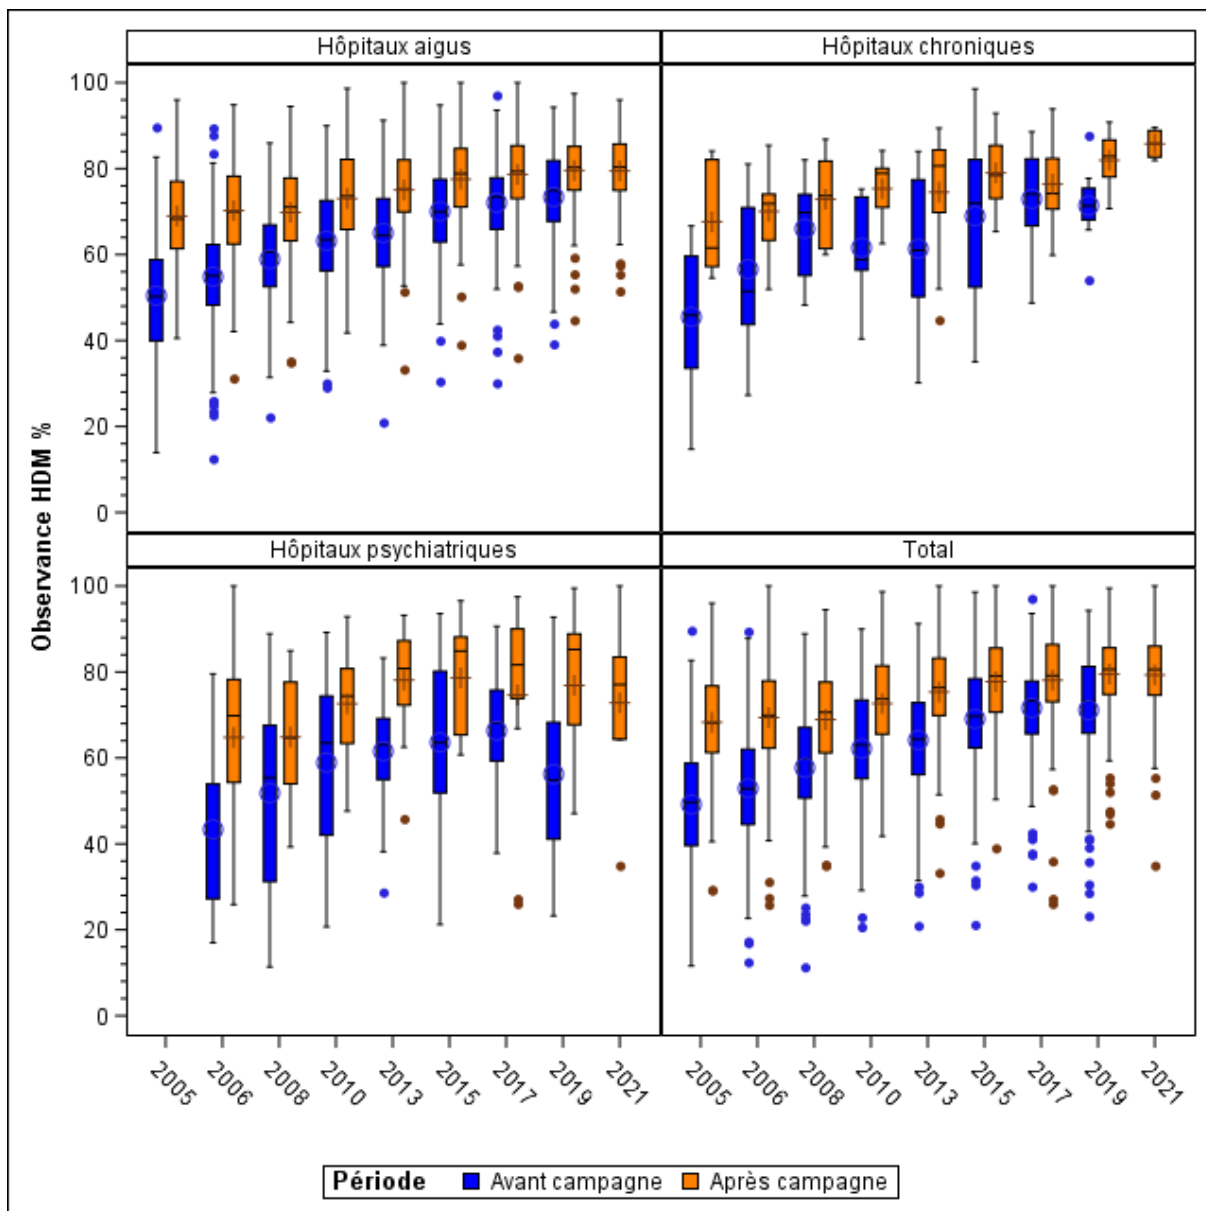 Hôpitaux aigus
Hôpitaux chroniques
100
80
60
40
20
0
Observance HDM %
Hôpitaux psychiatriques
Total
100
80
60
40
20
0
2005 2006 2008 2010 2013 2015 2017 2019 2021
2005 2006 2008 2010 2013 2015 2017 2019 2021
Période Avant campagne Après campagne